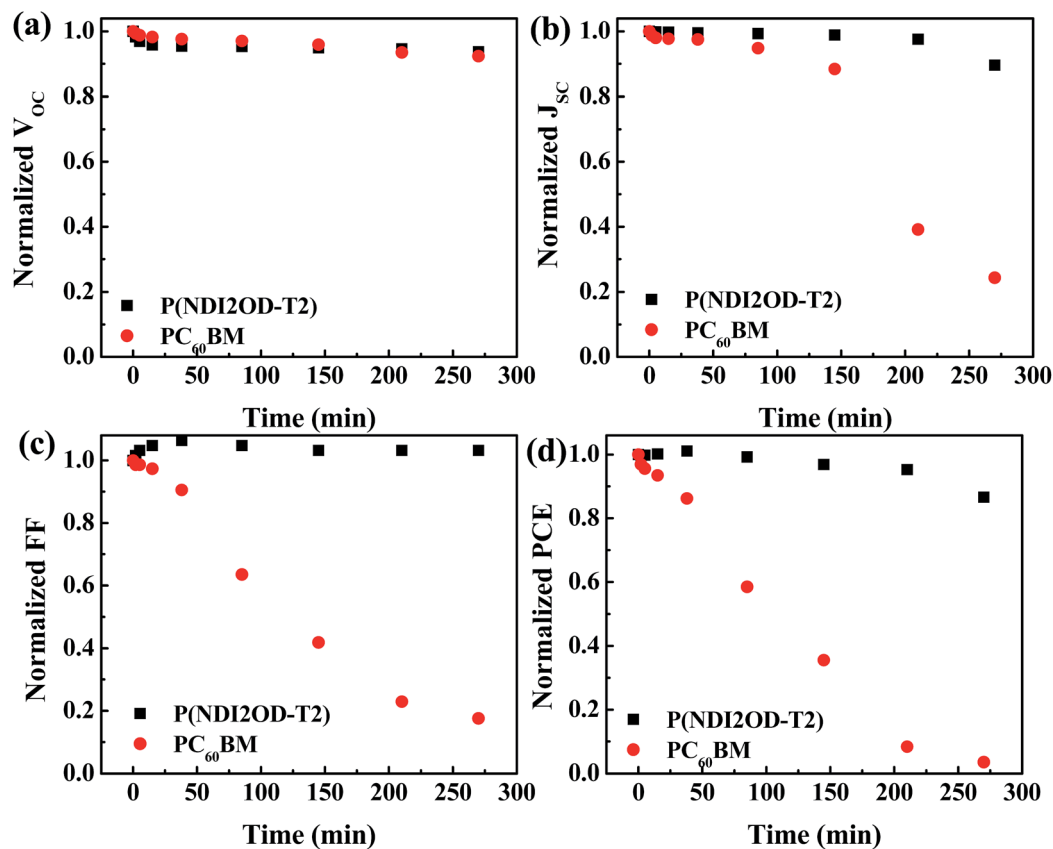 (a)
1.0
0.8
0.6
0.4
0.2
0.0
Normalized V_OC
P(NDI2OD-T2)
PC60BM
0 50 100 150 200 250 300
Time (min)
(b)
1.0
0.8
0.6
0.4
0.2
0.0
Normalized J_SC
P(NDI2OD-T2)
PC60BM
0 50 100 150 200 250 300
Time (min)
(c)
1.0
0.8
0.6
0.4
0.2
0.0
Normalized FF
P(NDI2OD-T2)
PC60BM
0 50 100 150 200 250 300
Time (min)
(d)
1.0
0.8
0.6
0.4
0.2
0.0
Normalized PCE
P(NDI2OD-T2)
PC60BM
0 50 100 150 200 250 300
Time (min)